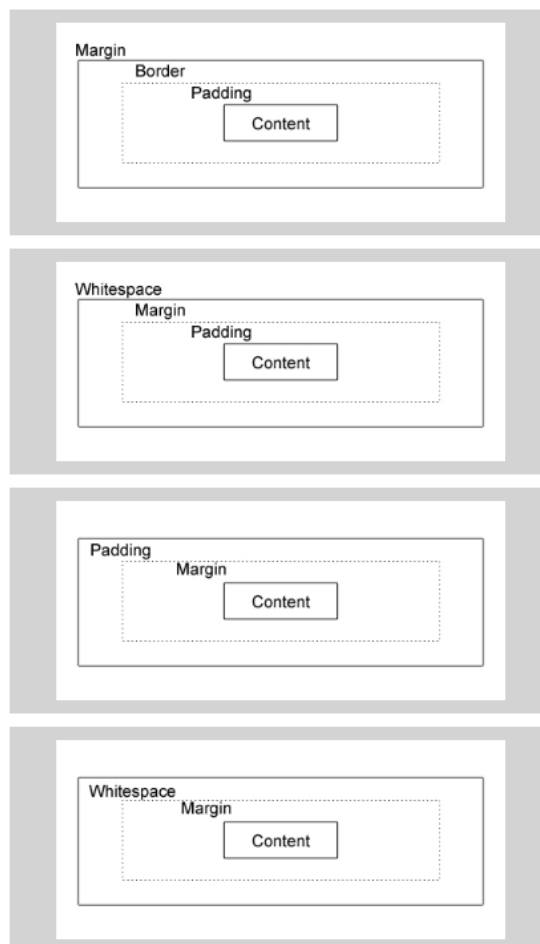 Margin
Border
Padding
Content
Whitespace
Margin
Padding
Content
Padding
Margin
Content
Whitespace
Margin
Content